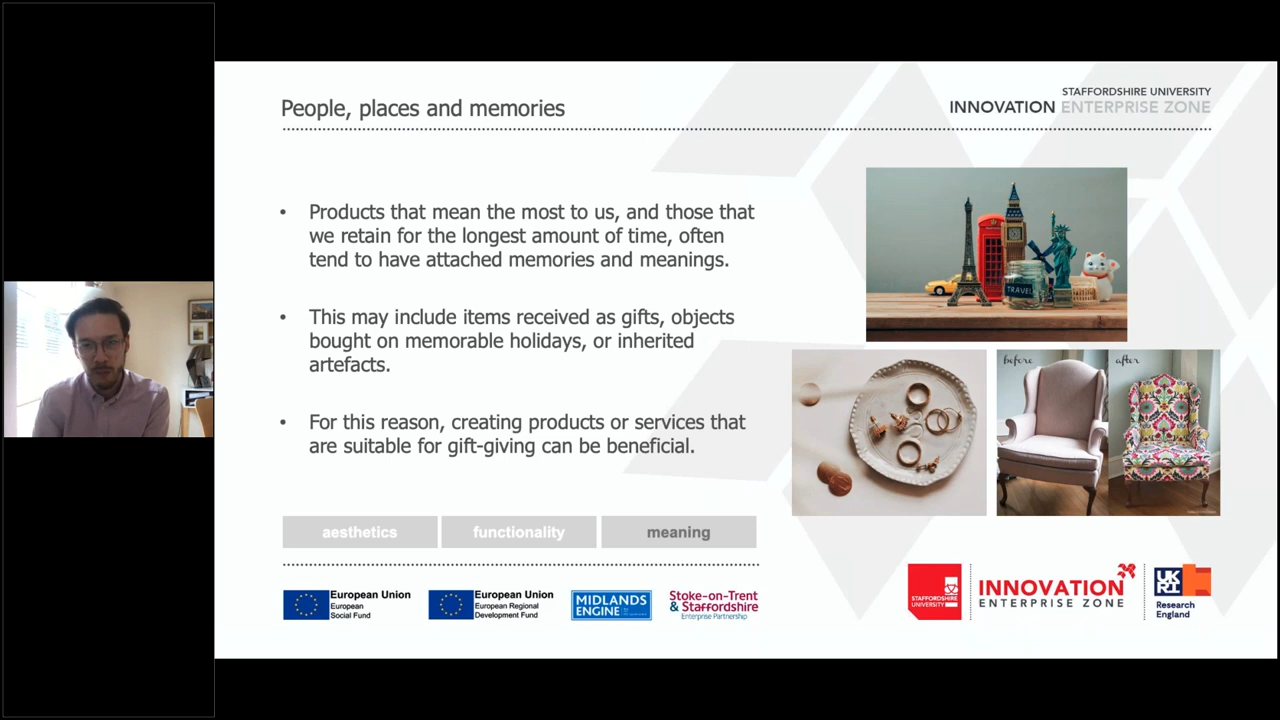 People, places and memories
STAFFORDSHIRE UNIVERSITY
INNOVATION ENTERPRISE ZONE
• Products that mean the most to us, and those that
we retain for the longest amount of time, often
tend to have attached memories and meanings.
• This may include items received as gifts, objects
bought on memorable holidays, or inherited
artefacts.
• For this reason, creating products or services that
are suitable for gift-giving can be beneficial.
TRAVEL
before
after
aesthetics
functionality
meaning
European Union
European
Social Fund
European Union
European Regional
Development Fund
MIDLANDS
ENGINE
Stoke-on-Trent
& Staffordshire
Enterprise Partnership
STAFFORDSHIRE
UNIVERSITY
INNOVATION
ENTERPRISE ZONE
UK
RI
Research
England